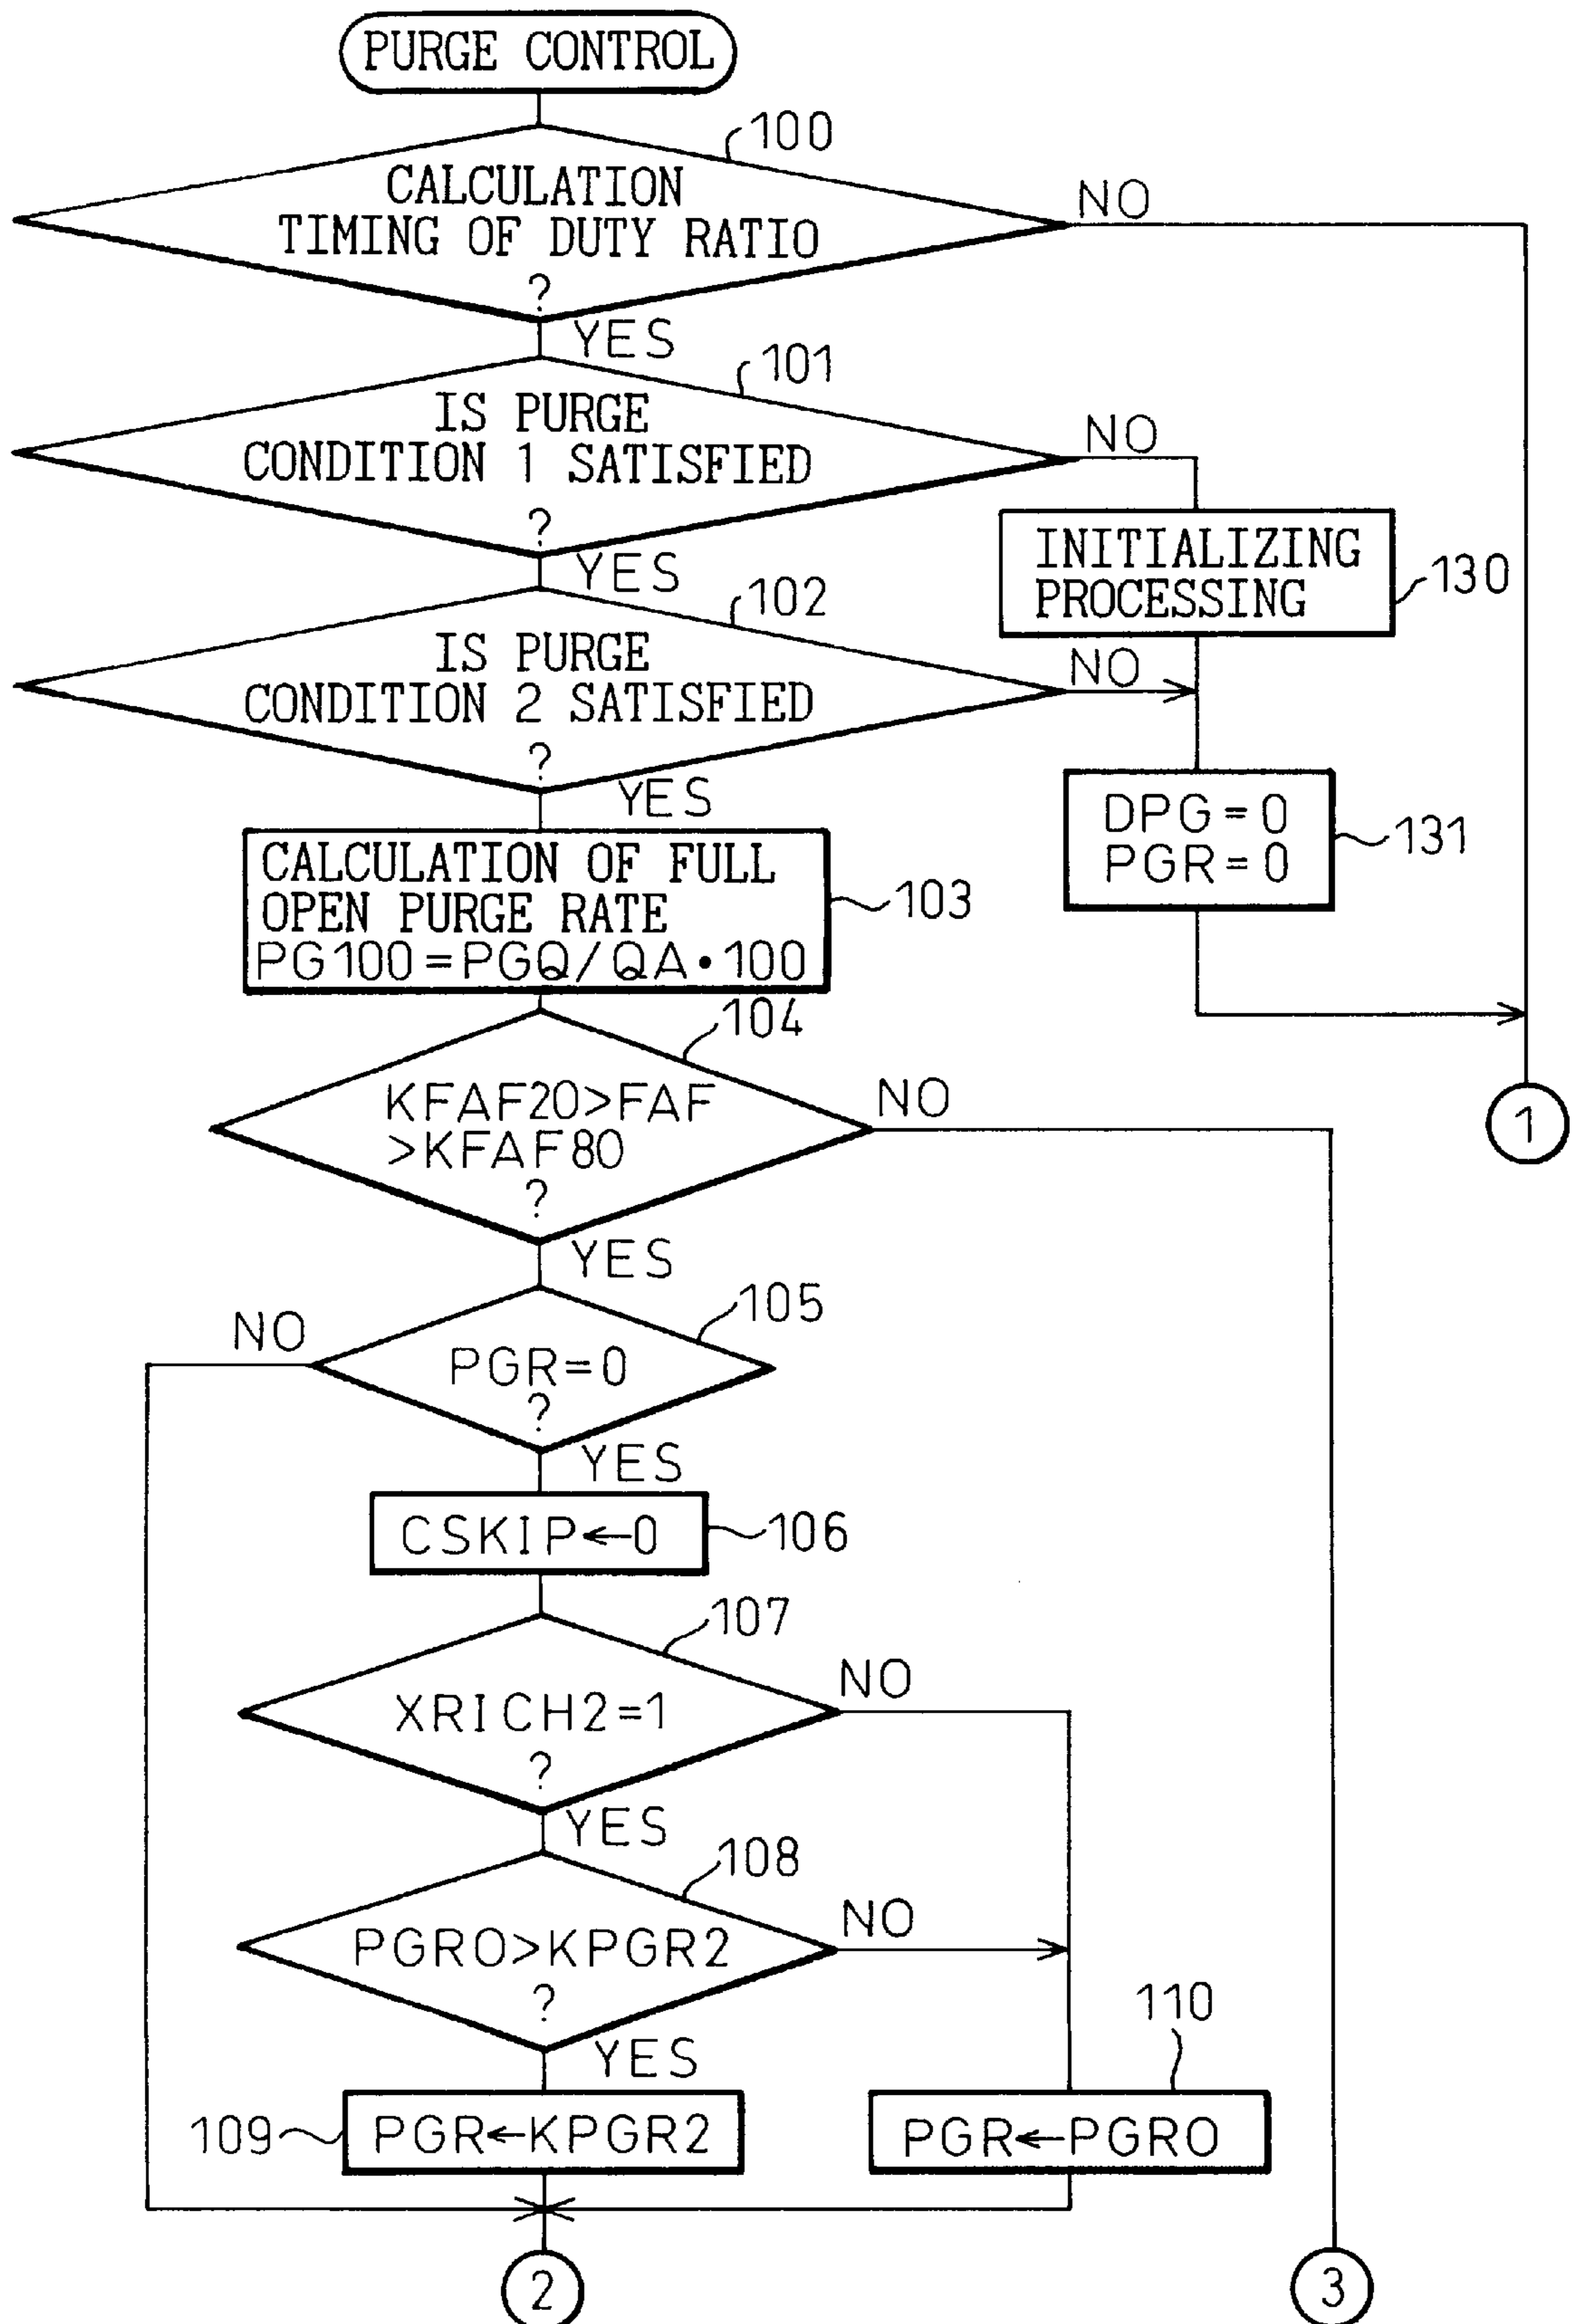 PURGE CONTROL
100
CALCULATION
TIMING OF DUTY RATIO
?
NO
YES
101
IS PURGE
CONDITION 1 SATISFIED
?
NO
YES
INITIALIZING
PROCESSING
130
102
IS PURGE
CONDITION 2 SATISFIED
?
NO
YES
DPG=0
PGR=0
131
CALCULATION OF FULL
OPEN PURGE RATE
PG100=PGQ/QA•100
103
104
KFAF20>FAF
>KFAF80
?
NO
1
YES
105
NO
PGR=0
?
YES
CSKIP←0
106
107
XRICH2=1
?
NO
YES
108
PGRO>KPGR2
?
NO
YES
110
109
PGR←KPGR2
PGR←PGRO
2
3